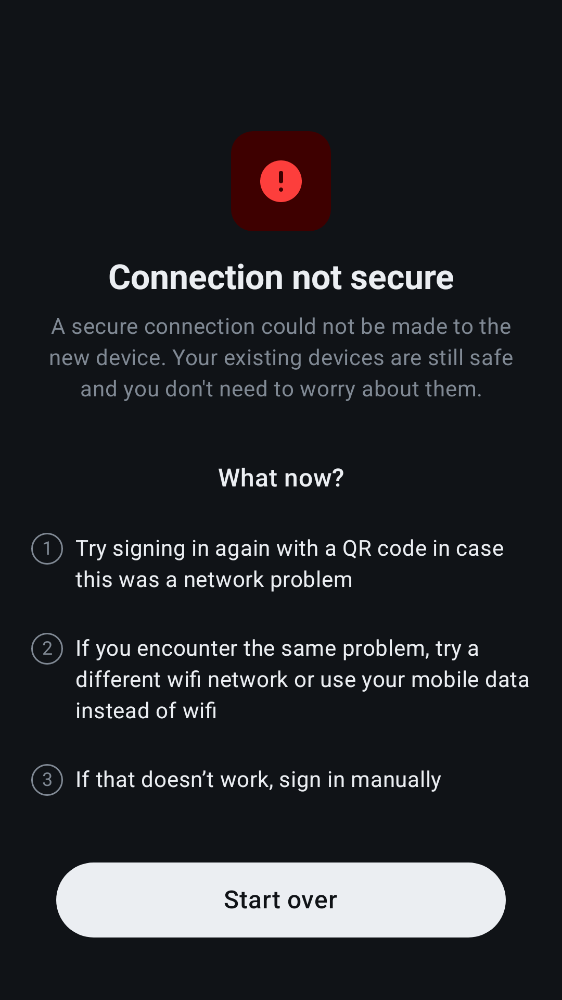 Connection not secure
A secure connection could not be made to the
new device. Your existing devices are still safe
and you don't need to worry about them.
What now?
1 Try signing in again with a QR code in case
this was a network problem
2 If you encounter the same problem, try a
different wifi network or use your mobile data
instead of wifi
3 If that doesn’t work, sign in manually
Start over